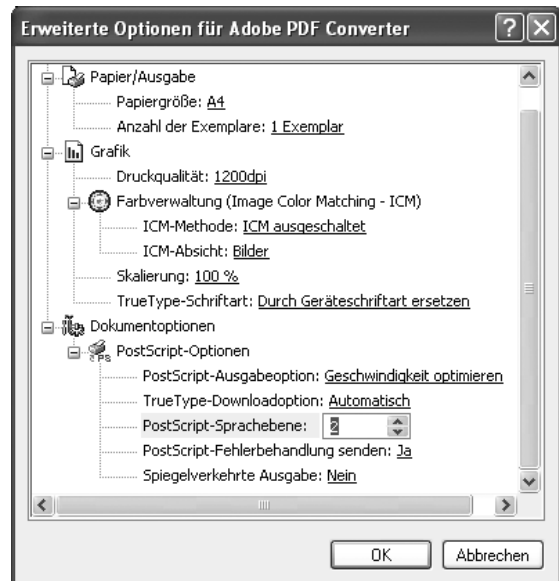 Erweiterte Optionen für Adobe PDF Converter
Papier/Ausgabe
Papiergröße: A4
Anzahl der Exemplare: 1 Exemplar
Grafik
Druckqualität: 1200dpi
Farbverwaltung (Image Color Matching - ICM)
ICM-Methode: ICM ausgeschaltet
ICM-Absicht: Bilder
Skalierung: 100 %
TrueType-Schriftart: Durch Geräteschriftart ersetzen
Dokumentoptionen
PostScript-Optionen
PostScript-Ausgabeoption: Geschwindigkeit optimieren
TrueType-Downloadoption: Automatisch
PostScript-Sprachebene: 2
PostScript-Fehlerbehandlung senden: Ja
Spiegelverkehrte Ausgabe: Nein
OK Abbrechen